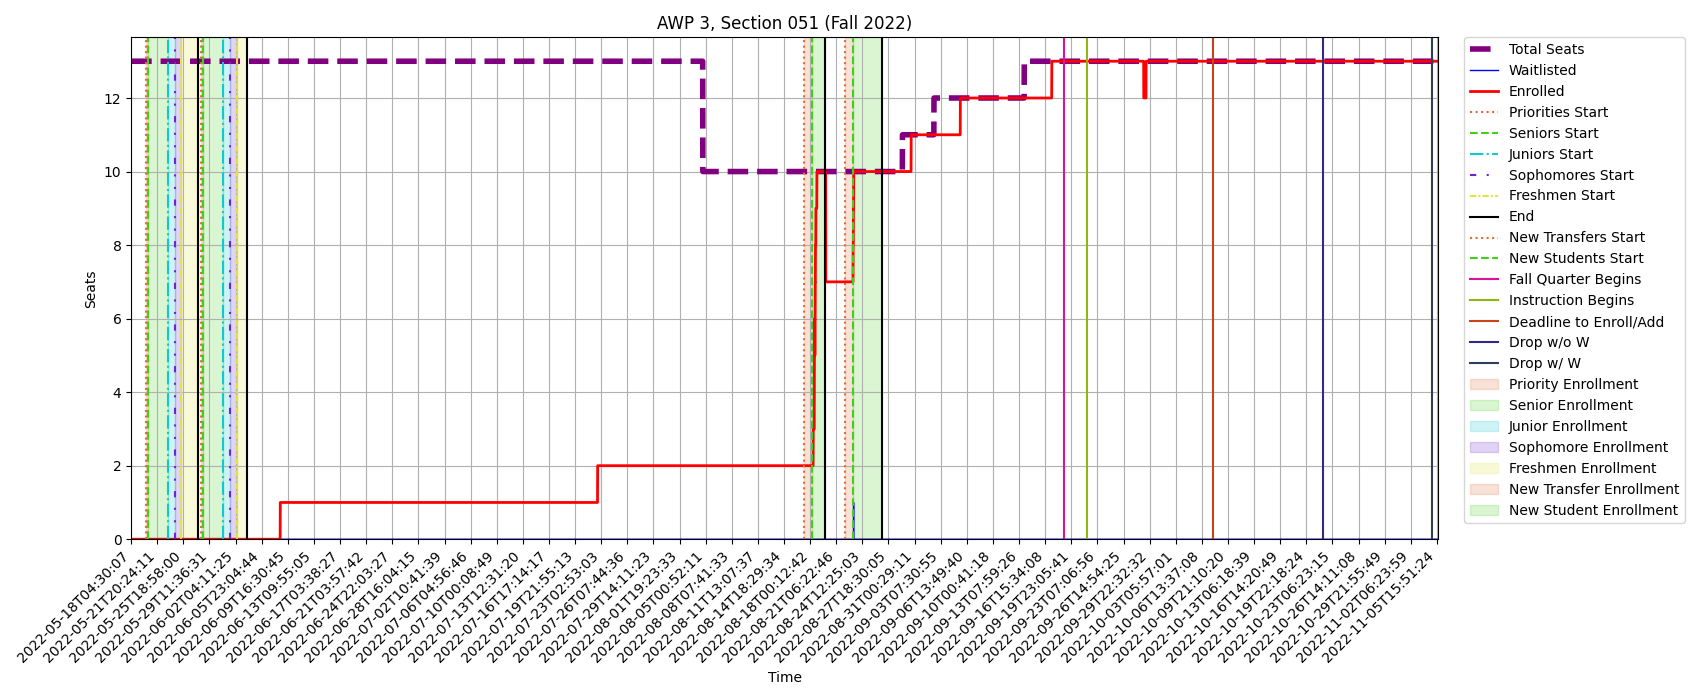 AWP 3, Section 051 (Fall 2022)
Seats
12
10
8
6
4
2
0
2022-05-18T04:30:07
2022-05-21T20:24:11
2022-05-25T18:58:00
2022-05-29T11:36:31
2022-06-02T04:11:25
2022-06-05T23:04:44
2022-06-09T16:30:45
2022-06-13T09:55:05
2022-06-17T03:38:27
2022-06-21T03:57:42
2022-06-24T22:03:27
2022-06-28T16:04:15
2022-07-02T10:41:39
2022-07-06T04:56:46
2022-07-10T00:08:49
2022-07-13T12:31:20
2022-07-16T17:14:17
2022-07-19T21:55:13
2022-07-23T02:53:03
2022-07-26T07:44:36
2022-07-29T14:11:23
2022-08-01T19:23:33
2022-08-05T00:52:11
2022-08-08T07:41:33
2022-08-11T13:07:37
2022-08-14T18:29:34
2022-08-18T00:12:42
2022-08-21T06:22:46
2022-08-24T12:25:03
2022-08-27T18:30:05
2022-08-31T00:29:11
2022-09-03T07:30:55
2022-09-06T13:49:40
2022-09-10T00:41:18
2022-09-13T07:59:26
2022-09-16T15:34:08
2022-09-19T23:05:41
2022-09-23T07:06:56
2022-09-26T14:54:25
2022-09-29T22:32:32
2022-10-03T05:57:01
2022-10-06T13:37:08
2022-10-09T21:10:20
2022-10-13T06:18:39
2022-10-16T14:20:49
2022-10-19T22:18:24
2022-10-23T06:23:15
2022-10-26T14:11:08
2022-10-29T21:55:49
2022-11-02T06:23:59
2022-11-05T15:51:24
Time
Total Seats
Waitlisted
Enrolled
Priorities Start
Seniors Start
Juniors Start
Sophomores Start
Freshmen Start
End
New Transfers Start
New Students Start
Fall Quarter Begins
Instruction Begins
Deadline to Enroll/Add
Drop w/o W
Drop w/ W
Priority Enrollment
Senior Enrollment
Junior Enrollment
Sophomore Enrollment
Freshmen Enrollment
New Transfer Enrollment
New Student Enrollment